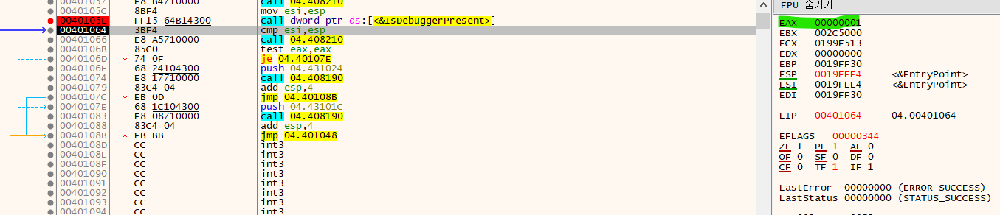 00401057 E8 B4710000 call 04.408210
0040105C 8BF4 mov esi,esp
0040105E FF15 64B14300 call dword ptr ds:[<&IsDebuggerPresent>]
00401064 3BF4 cmp esi,esp
00401066 E8 A5710000 call 04.408210
0040106B 85C0 test eax,eax
0040106D 74 0F je 04.40107E
0040106F 68 24104300 push 04.431024
00401074 E8 17710000 call 04.408190
00401079 83C4 04 add esp,4
0040107C EB 0D jmp 04.40108B
0040107E 68 1C104300 push 04.43101C
00401083 E8 08710000 call 04.408190
00401088 83C4 04 add esp,4
0040108B EB BB jmp 04.401048
0040108D CC int3
0040108E CC int3
0040108F CC int3
00401090 CC int3
00401091 CC int3
00401092 CC int3
00401093 CC int3
00401094 CC int3
FPU 숨기기
EAX 00000001
EBX 002C5000
ECX 0199F513
EDX 00000000
EBP 0019FF30
ESP 0019FEE4 <&EntryPoint>
ESI 0019FEE4 <&EntryPoint>
EDI 0019FF30
EIP 00401064 04.00401064
EFLAGS 00000344
ZF 1 PF 1 AF 0
OF 0 SF 0 DF 0
CF 0 TF 1 IF 1
LastError 00000000 (ERROR_SUCCESS)
LastStatus 00000000 (STATUS_SUCCESS)